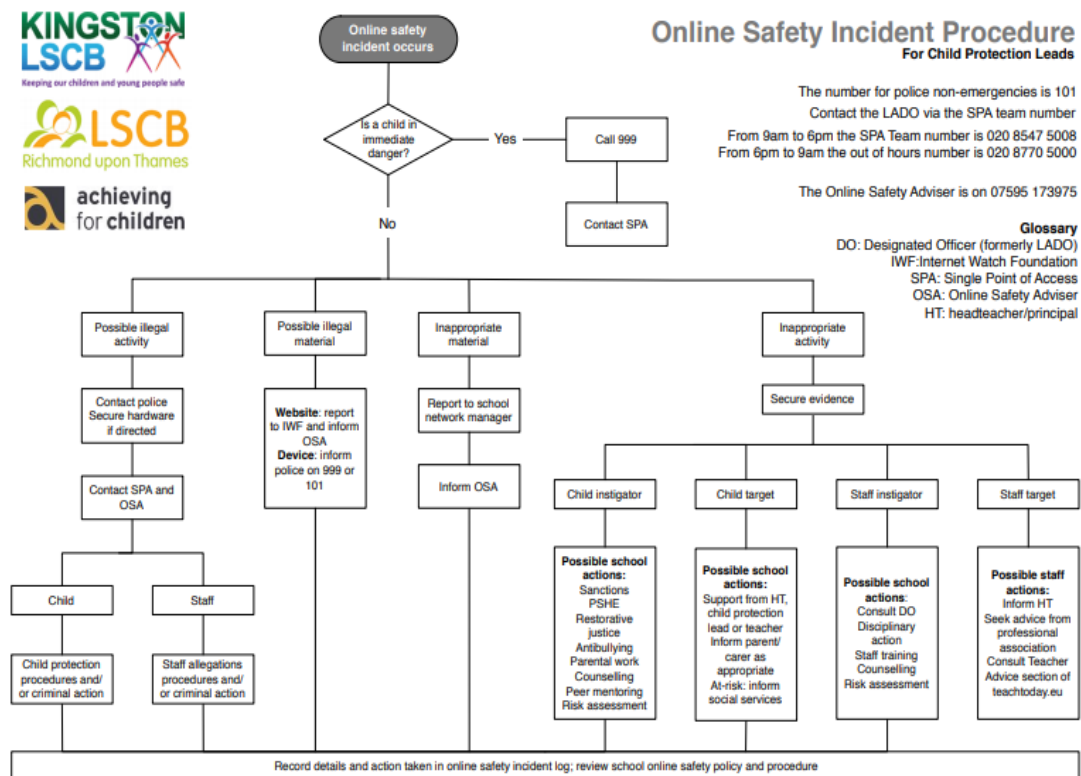 KINGSTON
LSCB
Keeping our children and young people safe
LSCB
Richmond upon Thames
achieving
for children
Online Safety Incident Procedure
For Child Protection Leads
The number for police non-emergencies is 101
Contact the LADO via the SPA team number
From 9am to 6pm the SPA Team number is 020 8547 5008
From 6pm to 9am the out of hours number is 020 8770 5000
The Online Safety Adviser is on 07595 173975
Glossary
DO: Designated Officer (formerly LADO)
IWF:Internet Watch Foundation
SPA: Single Point of Access
OSA: Online Safety Adviser
HT: headteacher/principal
Online safety
incident occurs
Is a child in
immediate
danger?
Yes
Call 999
Contact SPA
No
Possible illegal
activity
Contact police
Secure hardware
if directed
Contact SPA and
OSA
Child
Child protection
procedures and/
or criminal action
Staff
Staff allegations
procedures and/
or criminal action
Possible illegal
material
Website: report
to IWF and inform
OSA
Device: inform
police on 999 or
101
Inappropriate
material
Report to school
network manager
Inform OSA
Inappropriate
activity
Secure evidence
Child instigator
Possible school
actions:
Sanctions
PSHE
Restorative
justice
Antibullying
Parental work
Counselling
Peer mentoring
Risk assessment
Child target
Possible school
actions:
Support from HT,
child protection
lead or teacher
Inform parent/
carer as
appropriate
At-risk: inform
social services
Staff instigator
Possible school
actions:
Consult DO
Disciplinary
action
Staff training
Counselling
Risk assessment
Staff target
Possible staff
actions:
Inform HT
Seek advice from
professional
association
Consult Teacher
Advice section of
teachtoday.eu
Record details and action taken in online safety incident log; review school online safety policy and procedure